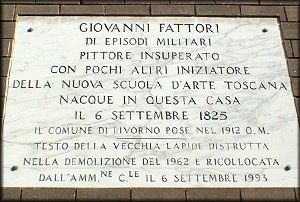 GIOVANNI FATTORI
DI EPISODI MILITARI
PITTORE INSUPERATO
CON POCHI ALTRI INIZIATORE
DELLA NUOVA SCUOLA D'ARTE TOSCANA
NACQUE IN QUESTA CASA
IL 6 SETTEMBRE 1825
IL COMUNE DI LIVORNO POSE NEL 1912 Q.M.
TESTO DELLA VECCHIA LAPIDE DISTRUTTA
NELLA DEMOLIZIONE DEL 1962 E RICOLLOCATA
DALL'AMM.NE C.LE IL 6 SETTEMBRE 1993